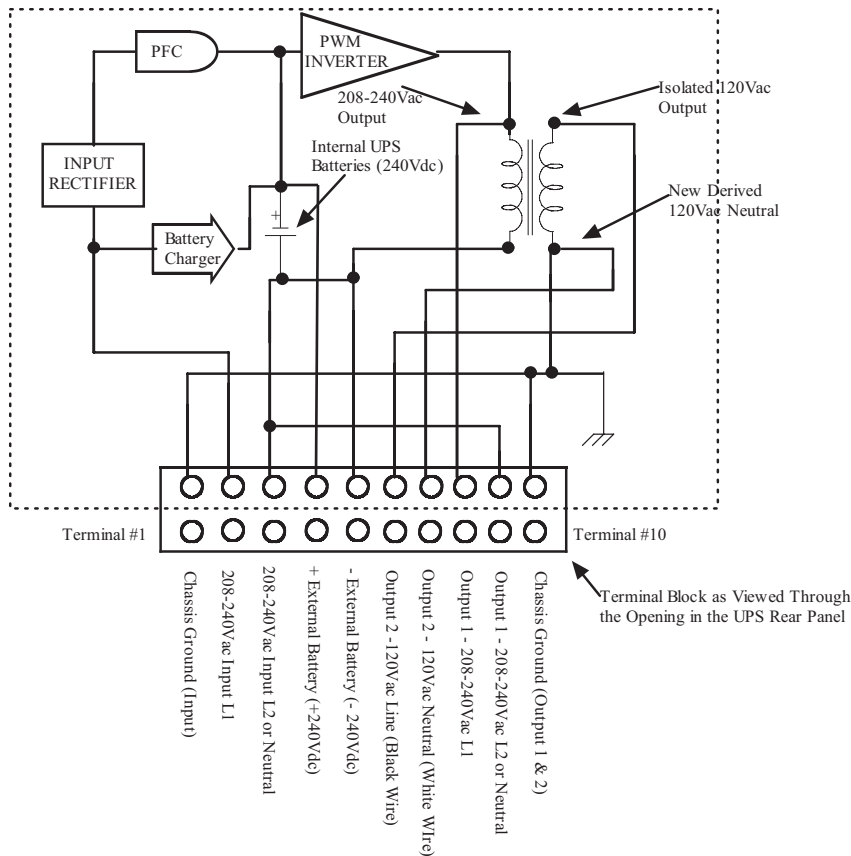 PFC
PWM
INVERTER
208-240Vac
Output
Isolated 120Vac
Output
INPUT
RECTIFIER
Internal UPS
Batteries (240Vdc)
New Derived
120Vac Neutral
+
Battery
Charger
Terminal #1
Terminal #10
Chassis Ground (Input)
208-240Vac Input L1
208-240Vac Input L2 or Neutral
+ External Battery (+240Vdc)
- External Battery (- 240Vdc)
Output 2 -120Vac Line (Black Wire)
Output 2 - 120Vac Neutral (White WIre)
Output 1 - 208-240Vac L1
Output 1 - 208-240Vac L2 or Neutral
Chassis Ground (Output 1 & 2)
Terminal Block as Viewed Through
the Opening in the UPS Rear Panel